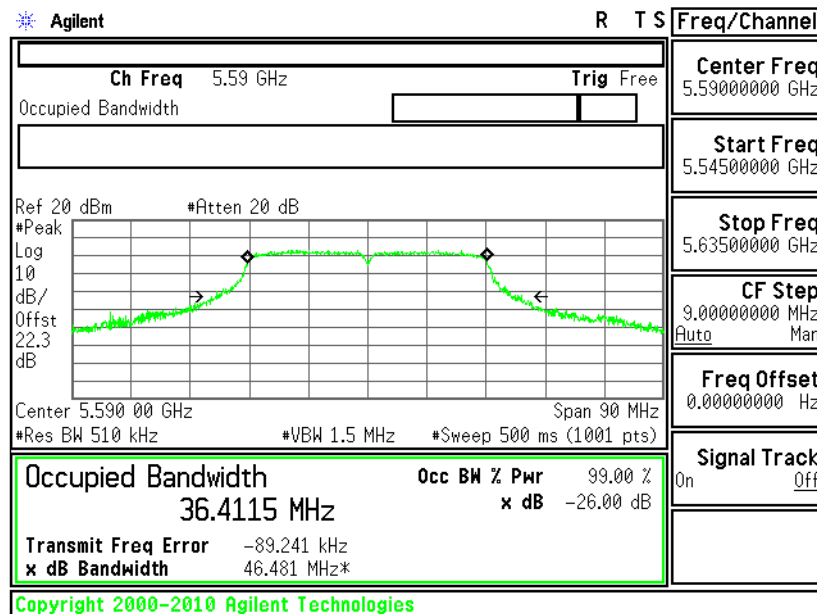 Agilent R T S Freq/Channel
Ch Freq 5.59 GHz Trig Free
Occupied Bandwidth
Center Freq
5.59000000 GHz
Start Freq
5.54500000 GHz
Stop Freq
5.63500000 GHz
CF Step
9.00000000 MHz
Auto Man
Freq Offset
0.00000000 Hz
Signal Track
On Off
Ref 20 dBm #Atten 20 dB
#Peak
Log
10
dB/
Offst
22.3
dB
Center 5.590 00 GHz Span 90 MHz
#Res BW 510 kHz #VBW 1.5 MHz #Sweep 500 ms (1001 pts)
Occupied Bandwidth Occ BW % Pwr 99.00 %
36.4115 MHz x dB -26.00 dB
Transmit Freq Error -89.241 kHz
x dB Bandwidth 46.481 MHz*
Copyright 2000-2010 Agilent Technologies